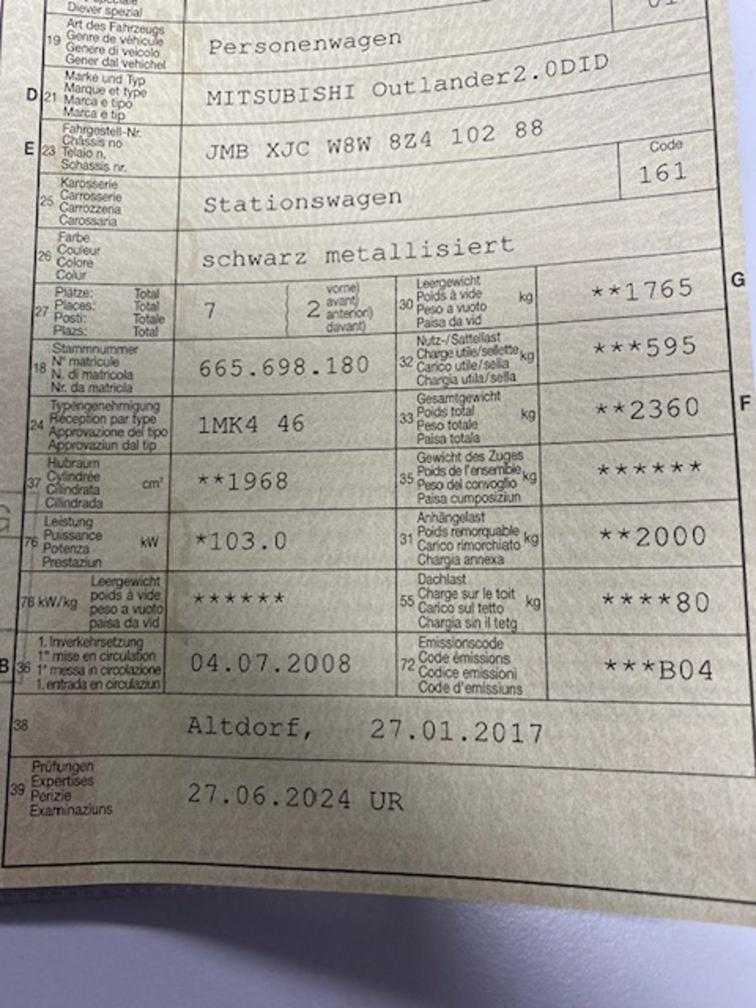 Diever spezial
19 Art des Fahrzeugs
Genre de véhicule
Genere di veicolo
Gener dal vehichel
Personenwagen
D 21 Marke und Typ
Marque et type
Marca e tipo
Marca e tip
MITSUBISHI Outlander2.0DID
E 23 Fahrgestell-Nr.
Châssis no
Telaio n.
Schassis nr.
JMB XJC W8W 8Z4 102 88
25 Karosserie
Carrosserie
Carrozzeria
Carossaria
Stationswagen
Code
161
26 Farbe
Couleur
Colore
Colur
schwarz metallisiert
27 Plätze: Total
Places: Total
Posti: Totale
Plazs: Total
7
2
vorne)
avant)
anteriori)
davant)
30 Leergewicht
Poids à vide
Peso a vuoto
Paisa da vid
kg
**1765
G
18 Stammnummer
N° matricule
N. di matricola
Nr. da matricla
665.698.180
32 Nutz-/Sattellast
Charge utile/sellette
Carico utile/sella
Chargia utila/sella
kg
***595
24 Typengenehmigung
Réception par type
Approvazione del tipo
Approvaziun dal tip
1MK4 46
33 Gesamtgewicht
Poids total
Peso totale
Paisa totala
kg
**2360
F
37 Hubraum
Cylindrée
Cilindrata
Cilindrada
cm³
**1968
35 Gewicht des Zuges
Poids de l'ensemble
Peso del convoglio
Paisa cumposiziun
kg
******
76 Leistung
Puissance
Potenza
Prestaziun
kW
*103.0
31 Anhängelast
Poids remorquable
Carico rimorchiato
Chargia annexa
kg
**2000
78 kW/kg
Leergewicht
poids à vide
peso a vuoto
paisa da vid
******
55 Dachlast
Charge sur le toit
Carico sul tetto
Chargia sin il tetg
kg
****80
B 36 1. Inverkehrsetzung
1re mise en circulation
1a messa in circolazione
1. entrada en circulaziun
04.07.2008
72 Emissionscode
Code émissions
Codice emissioni
Code d'emissiuns
***B04
38
Altdorf, 27.01.2017
39 Prüfungen
Expertises
Perizie
Examinaziuns
27.06.2024 UR